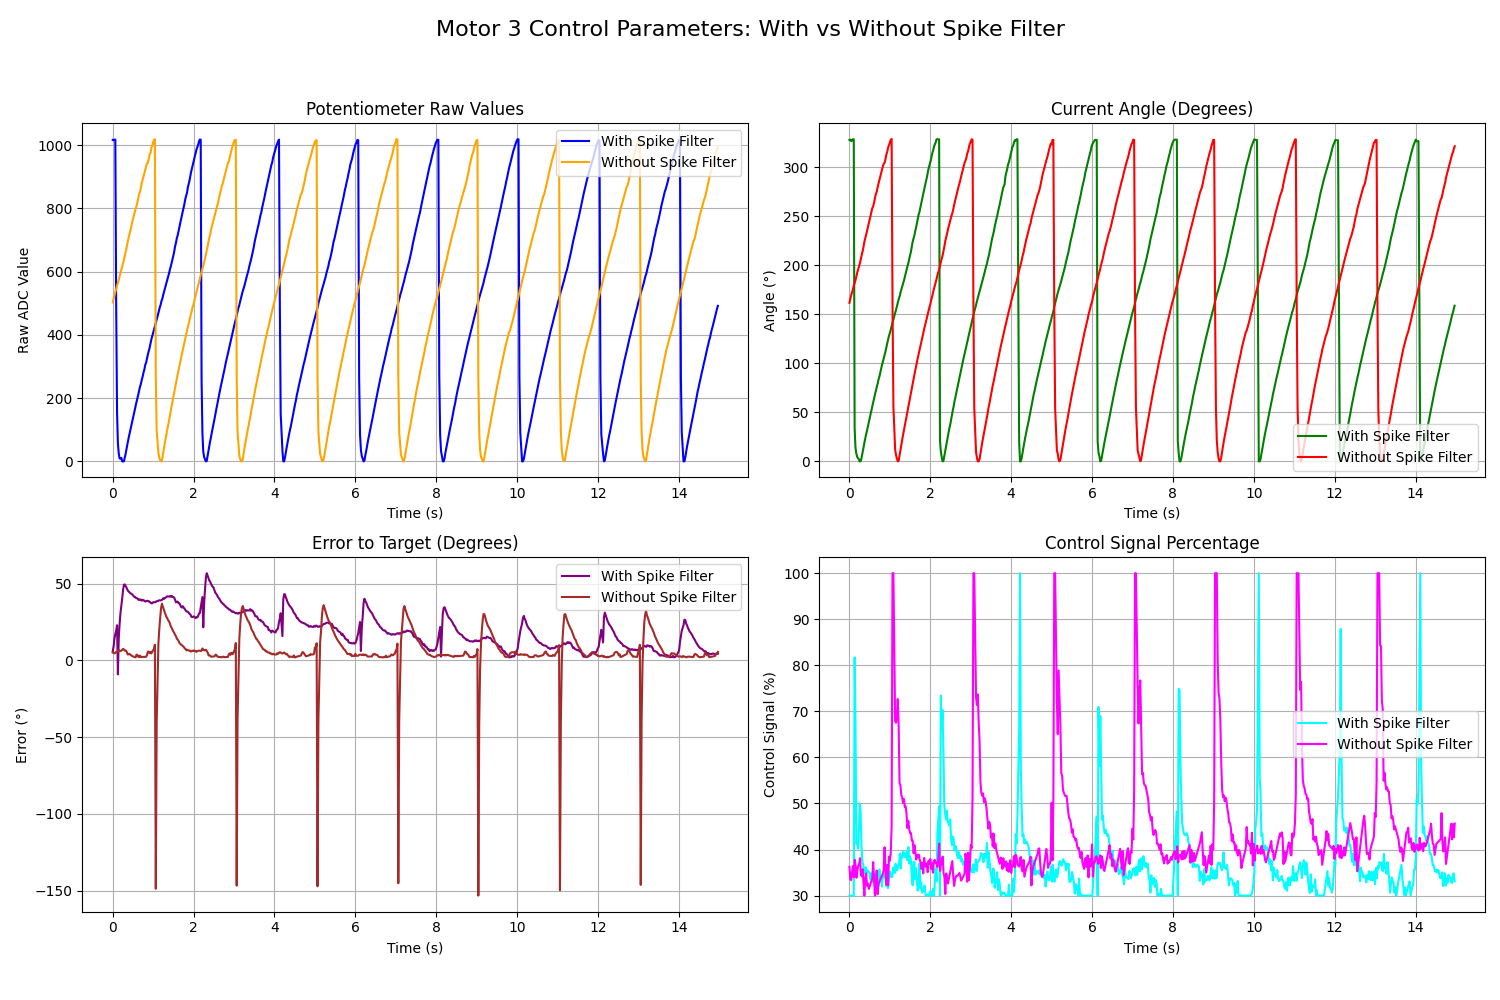 Motor 3 Control Parameters: With vs Without Spike Filter
Potentiometer Raw Values
With Spike Filter
Without Spike Filter
Raw ADC Value
1000
800
600
400
200
0
0 2 4 6 8 10 12 14
Time (s)
Current Angle (Degrees)
With Spike Filter
Without Spike Filter
Angle (°)
300
250
200
150
100
50
0
0 2 4 6 8 10 12 14
Time (s)
Error to Target (Degrees)
With Spike Filter
Without Spike Filter
Error (°)
50
0
−50
−100
−150
0 2 4 6 8 10 12 14
Time (s)
Control Signal Percentage
With Spike Filter
Without Spike Filter
Control Signal (%)
100
90
80
70
60
50
40
30
0 2 4 6 8 10 12 14
Time (s)